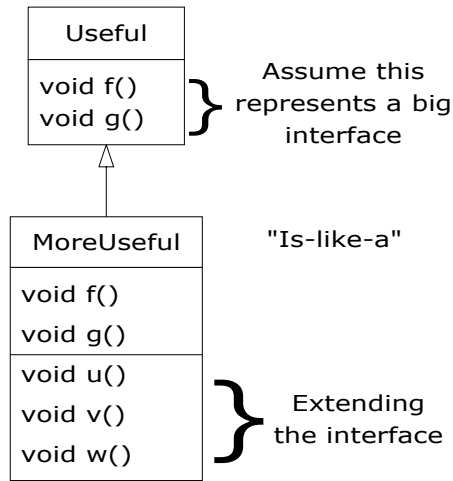 Useful
void f()
void g()
Assume this
represents a big
interface
MoreUseful
"Is-like-a"
void f()
void g()
void u()
void v()
void w()
Extending
the interface